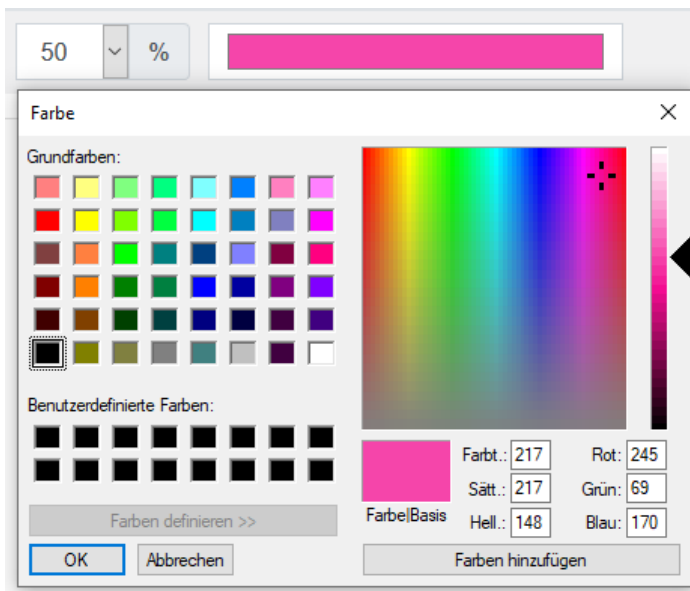 50 %
Farbe
Grundfarben:
Benutzerdefinierte Farben:
Farben definieren >>
OK Abbrechen
Farbe|Basis
Farbt.: 217 Rot: 245
Sätt.: 217 Grün: 69
Hell.: 148 Blau: 170
Farben hinzufügen